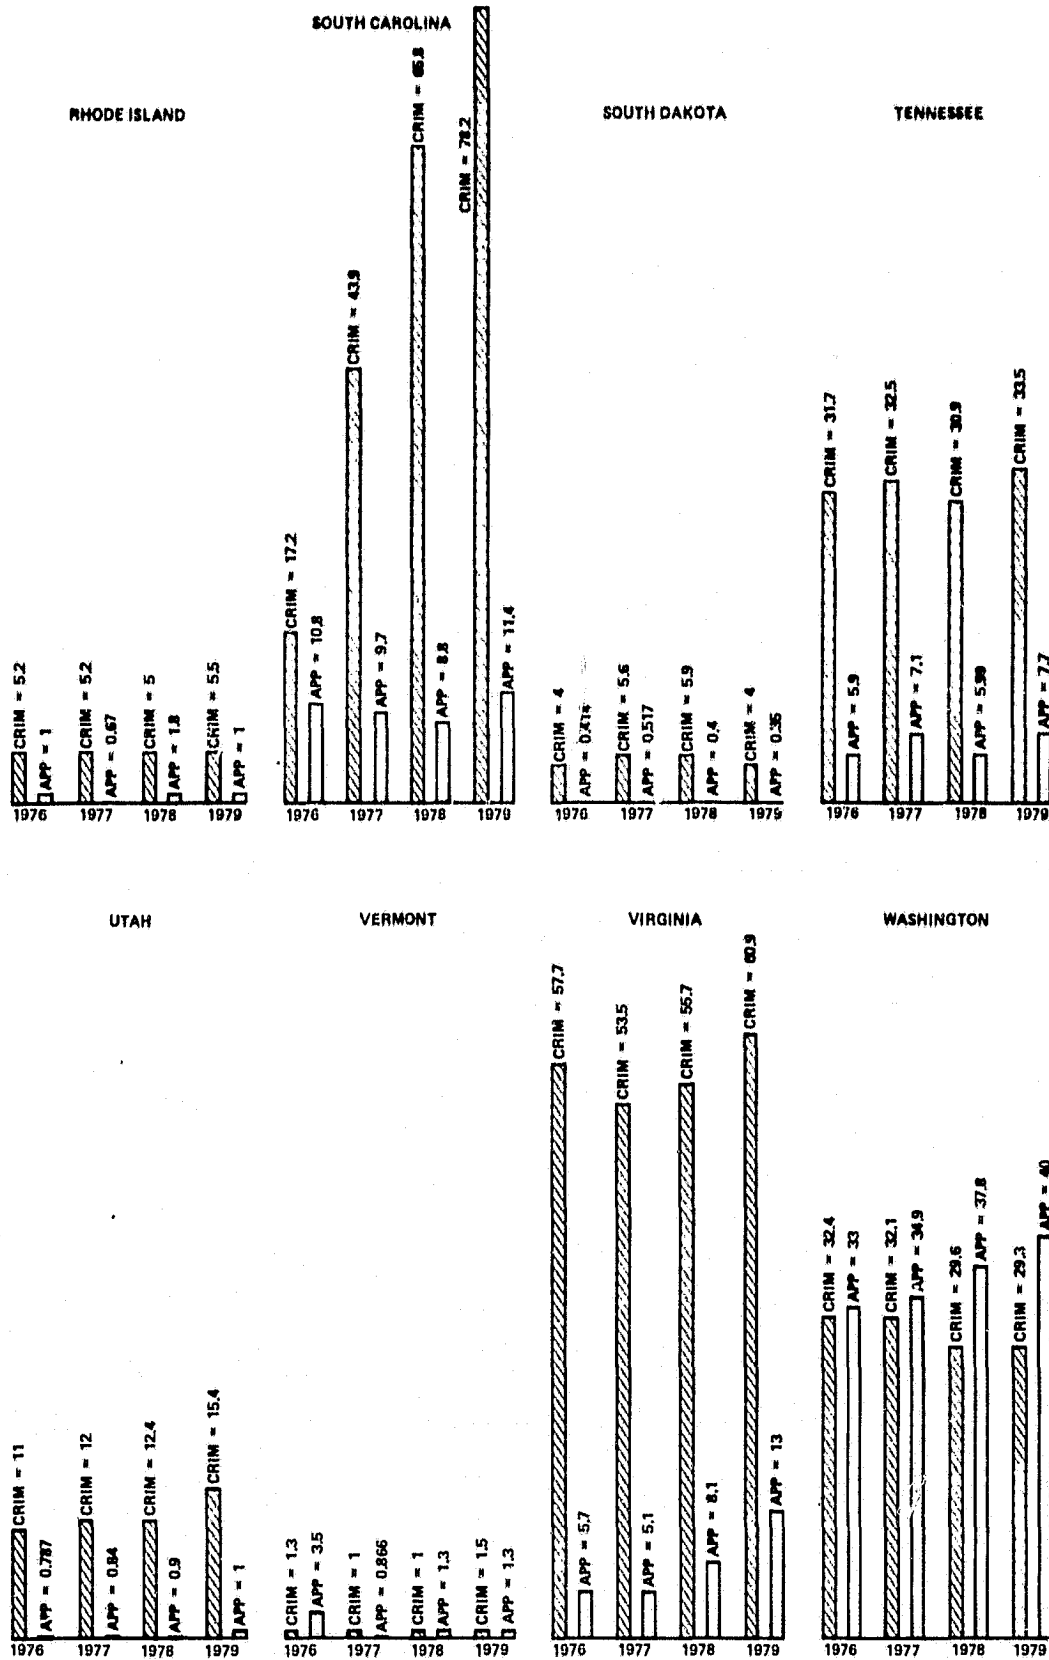 RHODE ISLAND
CRIM = 5.2
APP = 1
CRIM = 5.2
APP = 0.67
CRIM = 5
APP = 1.8
CRIM = 5.5
APP = 1
1976 1977 1978 1979
SOUTH CAROLINA
CRIM = 17.2
APP = 10.8
CRIM = 43.9
APP = 9.7
CRIM = 65.8
APP = 8.8
CRIM = 78.2
APP = 11.4
1976 1977 1978 1979
SOUTH DAKOTA
CRIM = 4
APP = 0.414
CRIM = 5.6
APP = 0.517
CRIM = 5.9
APP = 0.4
CRIM = 4
APP = 0.35
1976 1977 1978 1979
TENNESSEE
CRIM = 31.7
APP = 5.9
CRIM = 32.5
APP = 7.1
CRIM = 30.9
APP = 5.99
CRIM = 33.5
APP = 7.7
1976 1977 1978 1979
UTAH
CRIM = 11
APP = 0.787
CRIM = 12
APP = 0.84
CRIM = 12.4
APP = 0.9
CRIM = 15.4
APP = 1
1976 1977 1978 1979
VERMONT
CRIM = 1.3
APP = 3.5
CRIM = 1
APP = 0.866
CRIM = 1
APP = 1.3
CRIM = 1.5
APP = 1.3
1976 1977 1978 1979
VIRGINIA
CRIM = 57.7
APP = 5.7
CRIM = 53.5
APP = 5.1
CRIM = 55.7
APP = 8.1
CRIM = 60.9
APP = 13
1976 1977 1978 1979
WASHINGTON
CRIM = 32.4
APP = 33
CRIM = 32.1
APP = 34.9
CRIM = 29.6
APP = 37.8
CRIM = 29.3
APP = 40
1976 1977 1978 1979